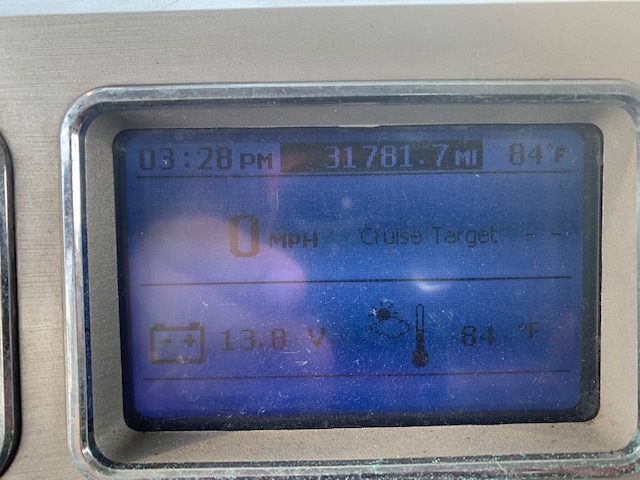 03:28 PM 31781.7 MI 84°F
0 MPH Cruise Target - -
- + 13.8 V 84 °F